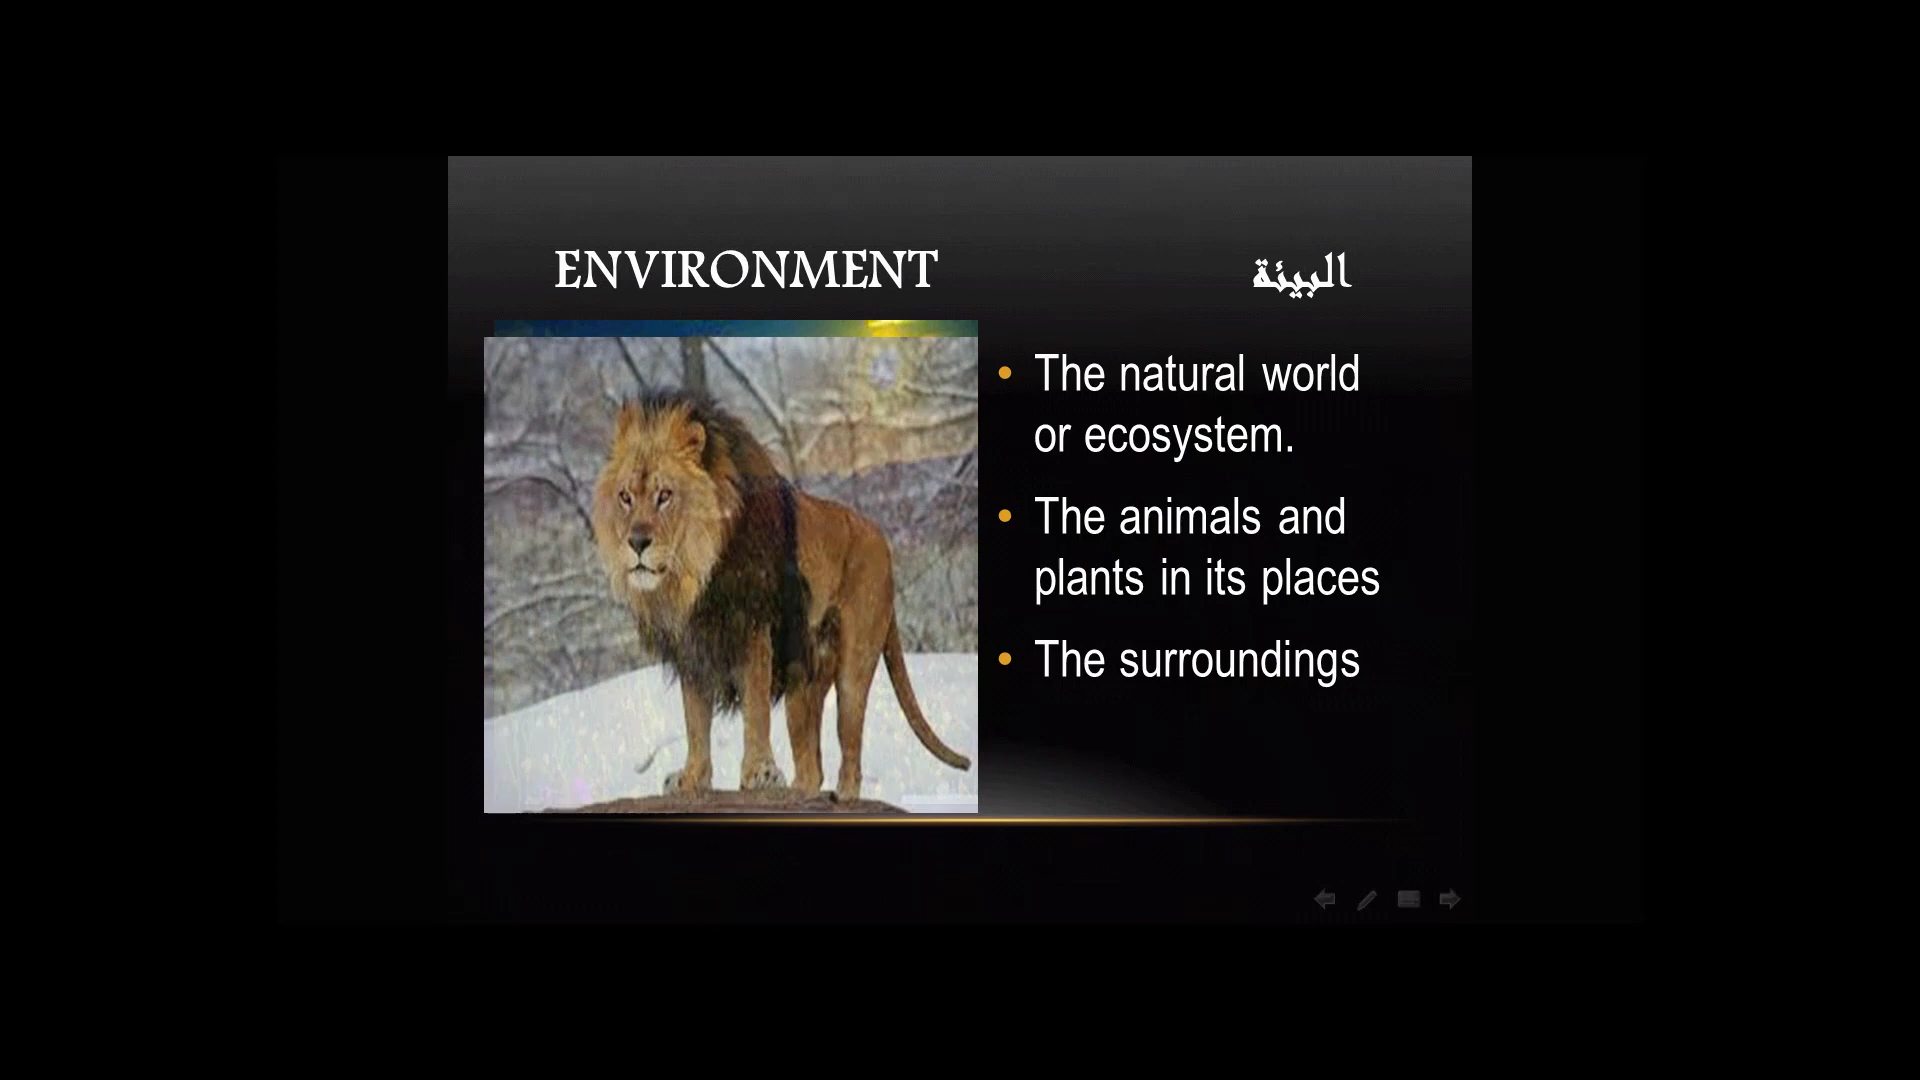 ENVIRONMENT البيئة
• The natural world
or ecosystem.
• The animals and
plants in its places
• The surroundings